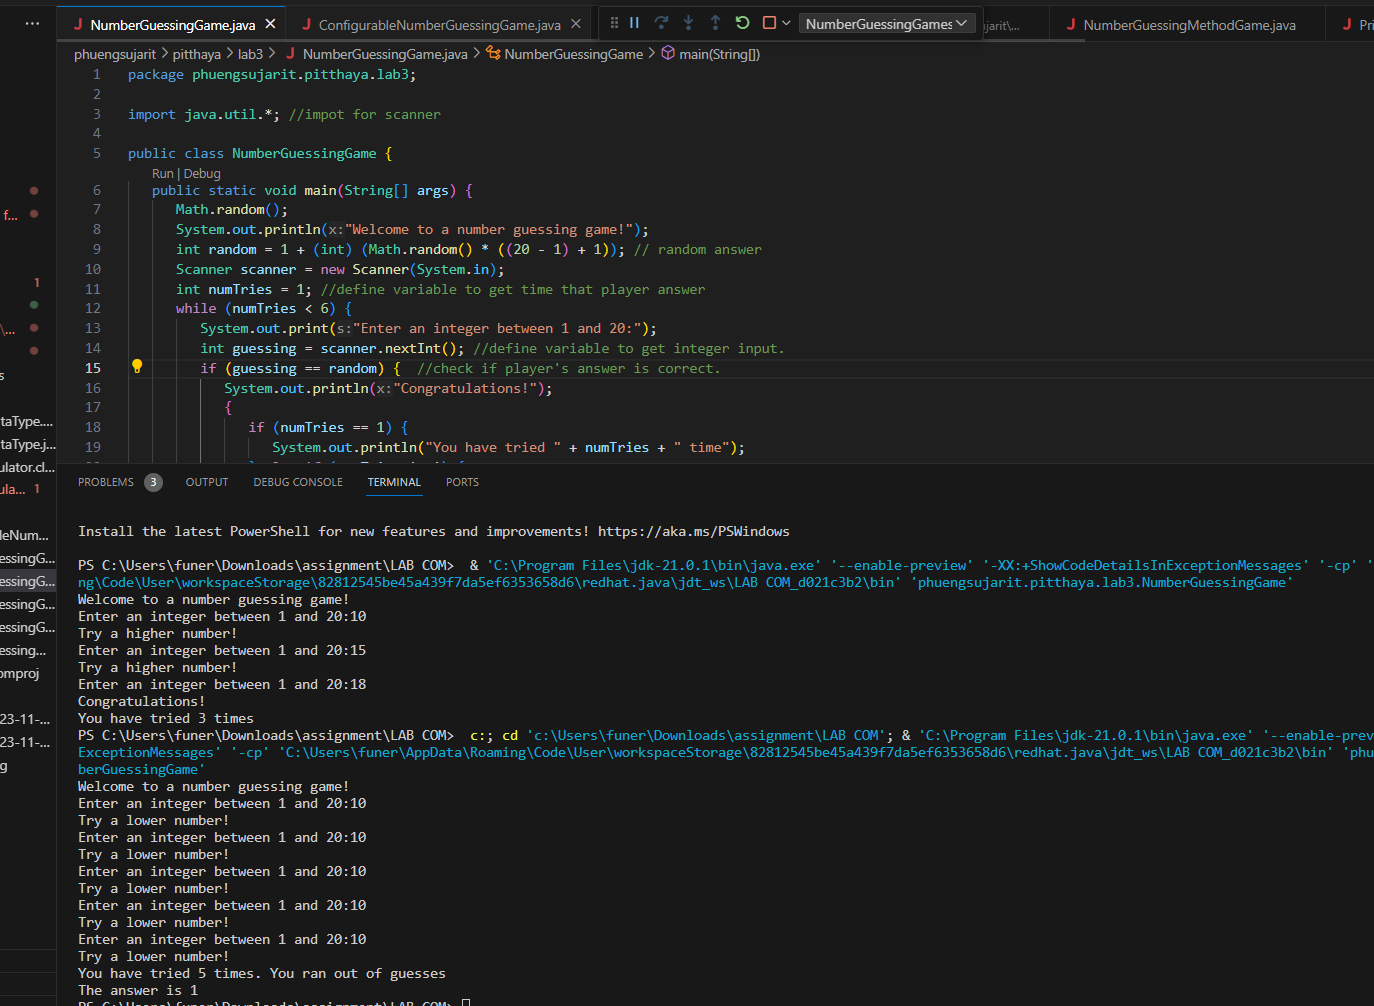 NumberGuessingGame.java
ConfigurableNumberGuessingGame.java
NumberGuessingGames
jarit\...
NumberGuessingMethodGame.java
Pri
phuengsujarit > pitthaya > lab3 > NumberGuessingGame.java > NumberGuessingGame > main(String[])
1 package phuengsujarit.pitthaya.lab3;
2
3 import java.util.*; //impot for scanner
4
5 public class NumberGuessingGame {
Run | Debug
6 public static void main(String[] args) {
7 Math.random();
8 System.out.println(x:"Welcome to a number guessing game!");
9 int random = 1 + (int) (Math.random() * ((20 - 1) + 1)); // random answer
10 Scanner scanner = new Scanner(System.in);
11 int numTries = 1; //define variable to get time that player answer
12 while (numTries < 6) {
13 System.out.print(s:"Enter an integer between 1 and 20:");
14 int guessing = scanner.nextInt(); //define variable to get integer input.
15 if (guessing == random) { //check if player's answer is correct.
16 System.out.println(x:"Congratulations!");
17 {
18 if (numTries == 1) {
19 System.out.println("You have tried " + numTries + " time");
f...
1
\...
s
taType....
taType.j...
ulator.cl...
ula... 1
leNum...
essingG...
essingG...
essingG...
essingG...
essing...
omproj
23-11-...
23-11-...
g
PROBLEMS 3 OUTPUT DEBUG CONSOLE TERMINAL PORTS
Install the latest PowerShell for new features and improvements! https://aka.ms/PSWindows
PS C:\Users\funer\Downloads\assignment\LAB COM> & 'C:\Program Files\jdk-21.0.1\bin\java.exe' '--enable-preview' '-XX:+ShowCodeDetailsInExceptionMessages' '-cp' '
ng\Code\User\workspaceStorage\82812545be45a439f7da5ef6353658d6\redhat.java\jdt_ws\LAB COM_d021c3b2\bin' 'phuengsujarit.pitthaya.lab3.NumberGuessingGame'
Welcome to a number guessing game!
Enter an integer between 1 and 20:10
Try a higher number!
Enter an integer between 1 and 20:15
Try a higher number!
Enter an integer between 1 and 20:18
Congratulations!
You have tried 3 times
PS C:\Users\funer\Downloads\assignment\LAB COM> c:; cd 'c:\Users\funer\Downloads\assignment\LAB COM'; & 'C:\Program Files\jdk-21.0.1\bin\java.exe' '--enable-prev
ExceptionMessages' '-cp' 'C:\Users\funer\AppData\Roaming\Code\User\workspaceStorage\82812545be45a439f7da5ef6353658d6\redhat.java\jdt_ws\LAB COM_d021c3b2\bin' 'phu
berGuessingGame'
Welcome to a number guessing game!
Enter an integer between 1 and 20:10
Try a lower number!
Enter an integer between 1 and 20:10
Try a lower number!
Enter an integer between 1 and 20:10
Try a lower number!
Enter an integer between 1 and 20:10
Try a lower number!
Enter an integer between 1 and 20:10
Try a lower number!
You have tried 5 times. You ran out of guesses
The answer is 1
PS C:\Users\funer\Downloads\assignment\LAB COM>